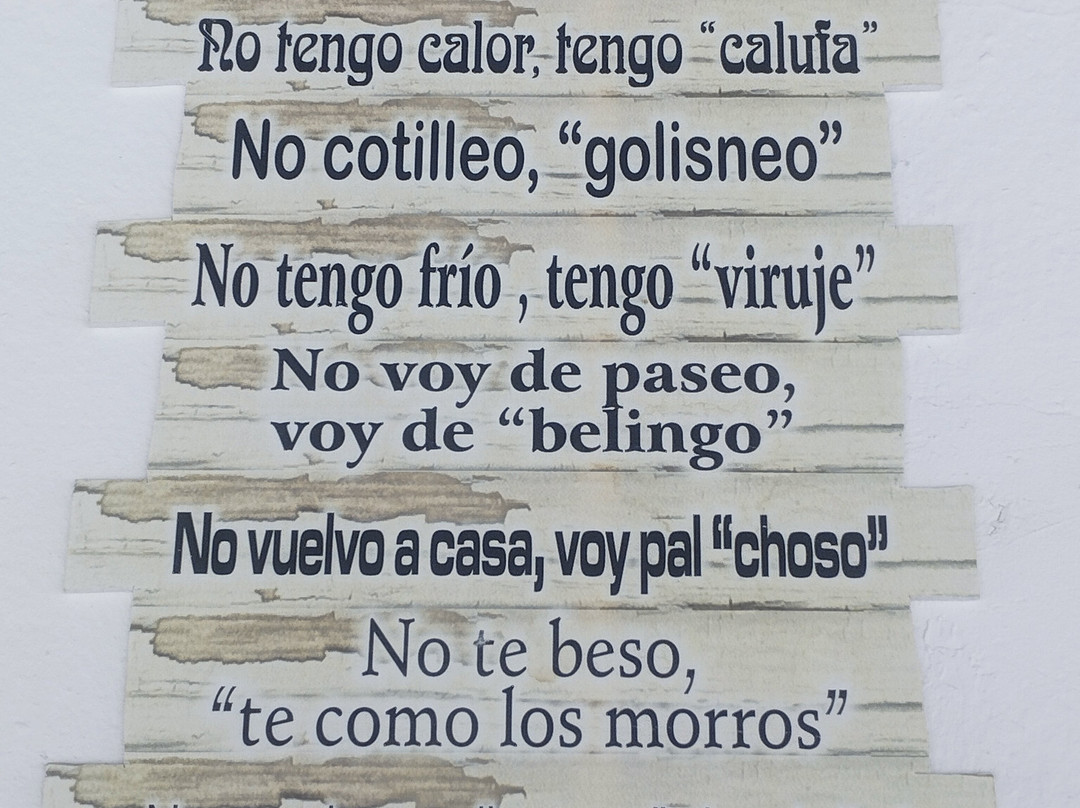 No tengo calor, tengo “calufa”
No cotilleo, “golisneo”
No tengo frío , tengo “viruje”
No voy de paseo,
voy de “belingo”
No vuelvo a casa, voy pal “choso”
No te beso,
“te como los morros”